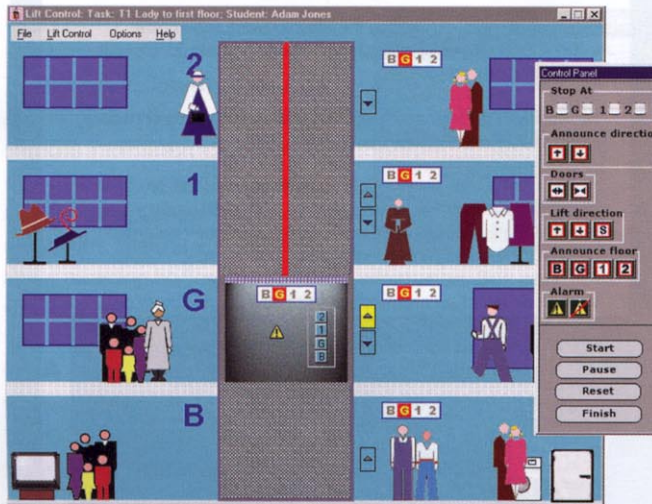 Lift Control: Task: T1 Lady to first floor; Student: Adam Jones
File Lift Control Options Help
2
B G 1 2
1
B G 1 2
G
B G 1 2
2
1
G
B
B
B G 1 2
Control Panel
Stop At
B G 1 2
Announce direction
Doors
Lift direction
S
Announce floor
B G 1 2
Alarm
Start
Pause
Reset
Finish